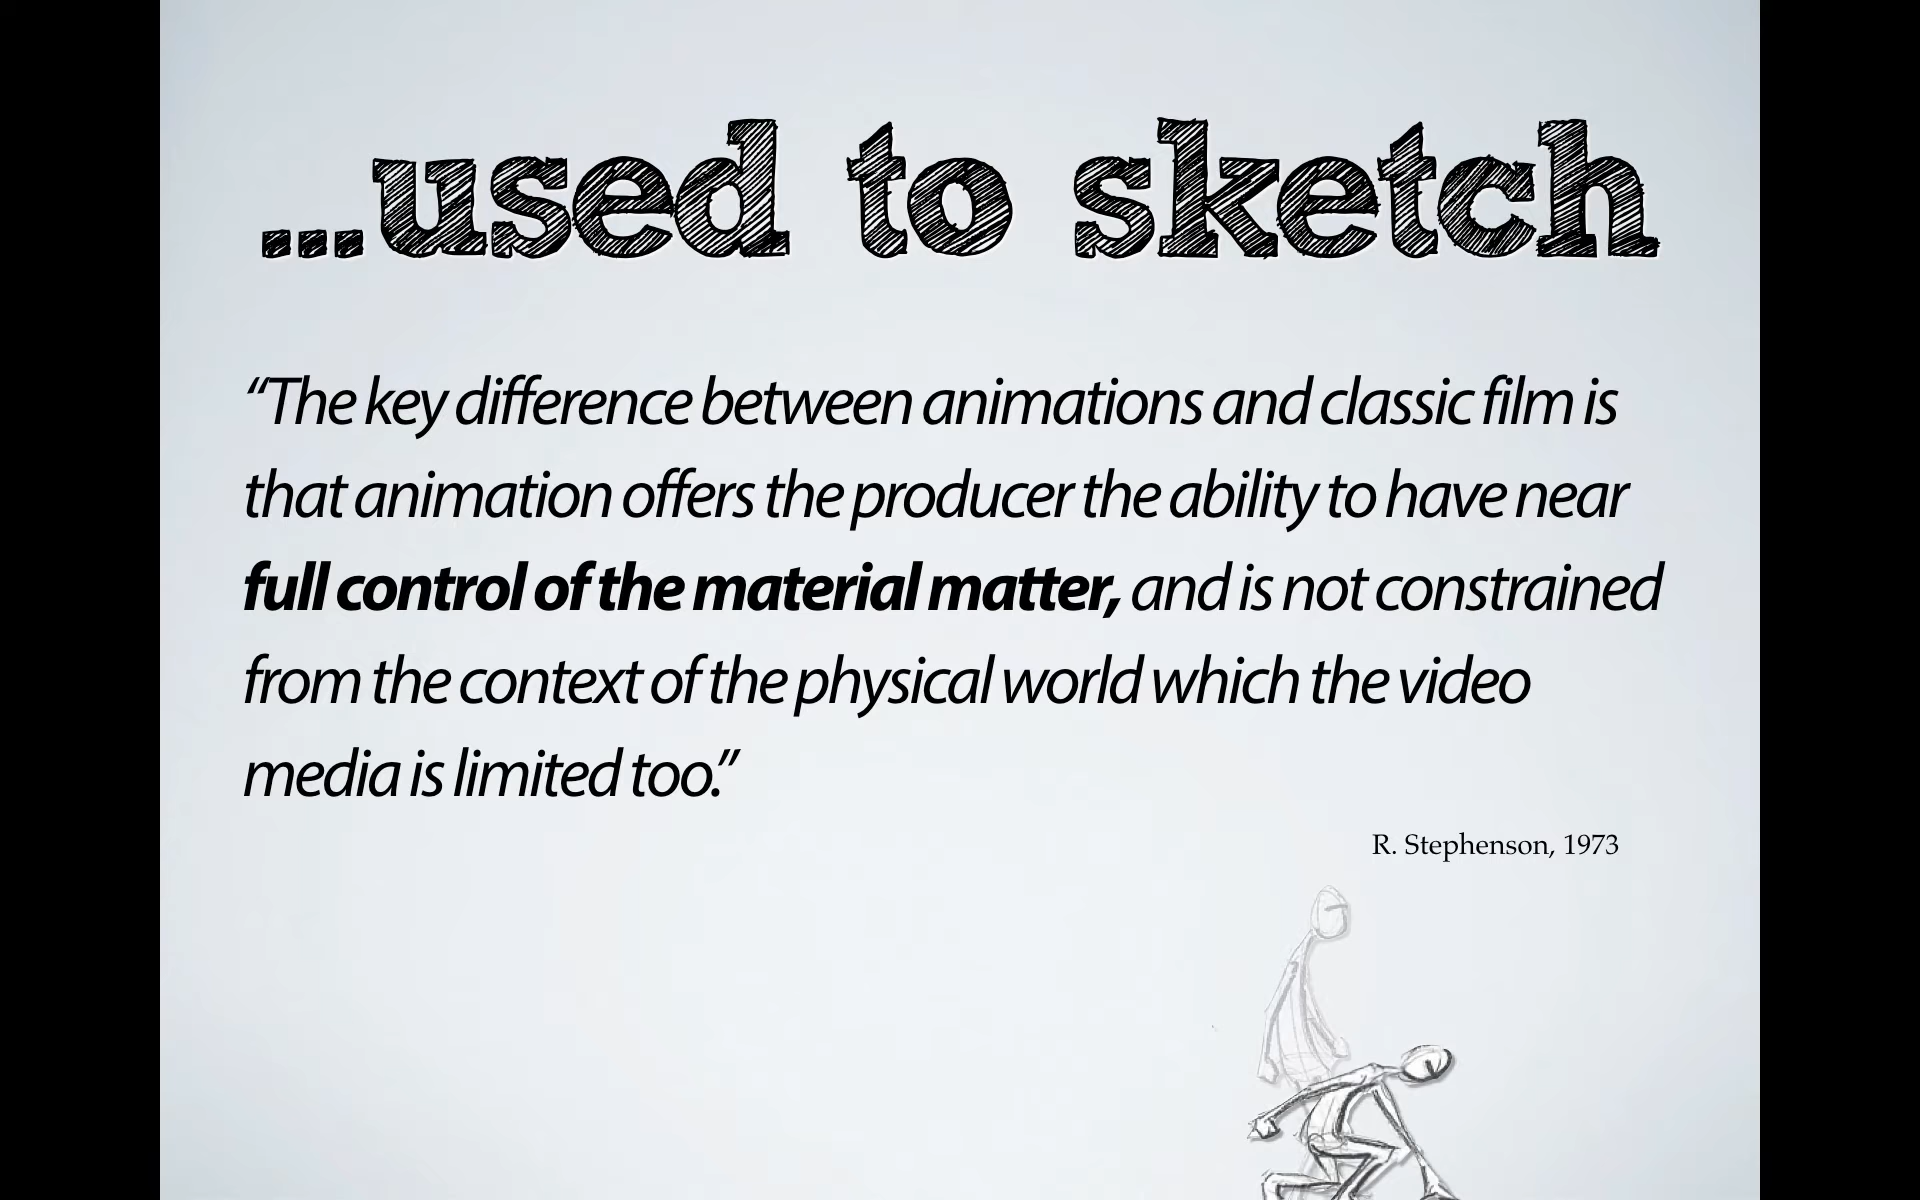 ...used to sketch
“The key difference between animations and classic film is
that animation offers the producer the ability to have near
full control of the material matter, and is not constrained
from the context of the physical world which the video
media is limited too.”
R. Stephenson, 1973